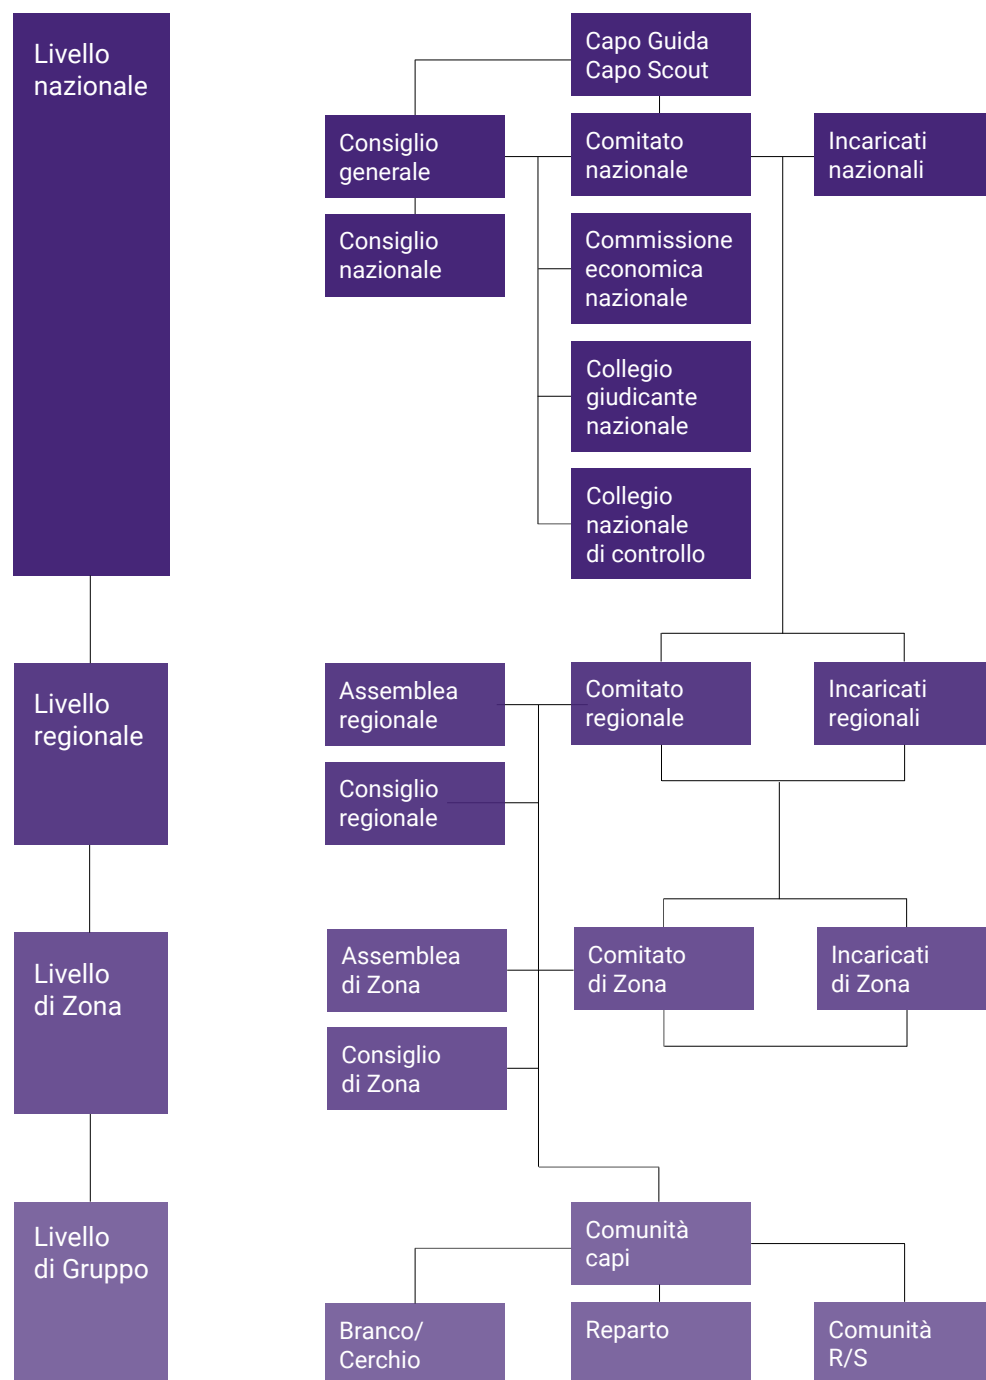 Livello
nazionale
Capo Guida
Capo Scout
Consiglio
generale
Comitato
nazionale
Incaricati
nazionali
Consiglio
nazionale
Commissione
economica
nazionale
Collegio
giudicante
nazionale
Collegio
nazionale
di controllo
Livello
regionale
Assemblea
regionale
Comitato
regionale
Incaricati
regionali
Consiglio
regionale
Livello
di Zona
Assemblea
di Zona
Comitato
di Zona
Incaricati
di Zona
Consiglio
di Zona
Livello
di Gruppo
Comunità
capi
Branco/
Cerchio
Reparto
Comunità
R/S